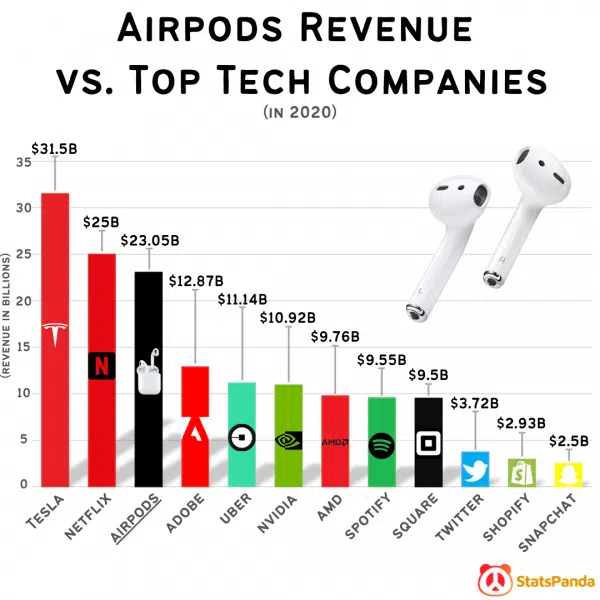 AIRPODS REVENUE
VS. TOP TECH COMPANIES
(IN 2020)
(REVENUE IN BILLIONS)
35
30
25
20
15
10
5
0
$31.5B
$25B
$23.05B
$12.87B
$11.14B
$10.92B
$9.76B
$9.55B
$9.5B
$3.72B
$2.93B
$2.5B
L
R
N
AMD
S
TESLA
NETFLIX
AIRPODS
ADOBE
UBER
NVIDIA
AMD
SPOTIFY
SQUARE
TWITTER
SHOPIFY
SNAPCHAT
StatsPanda